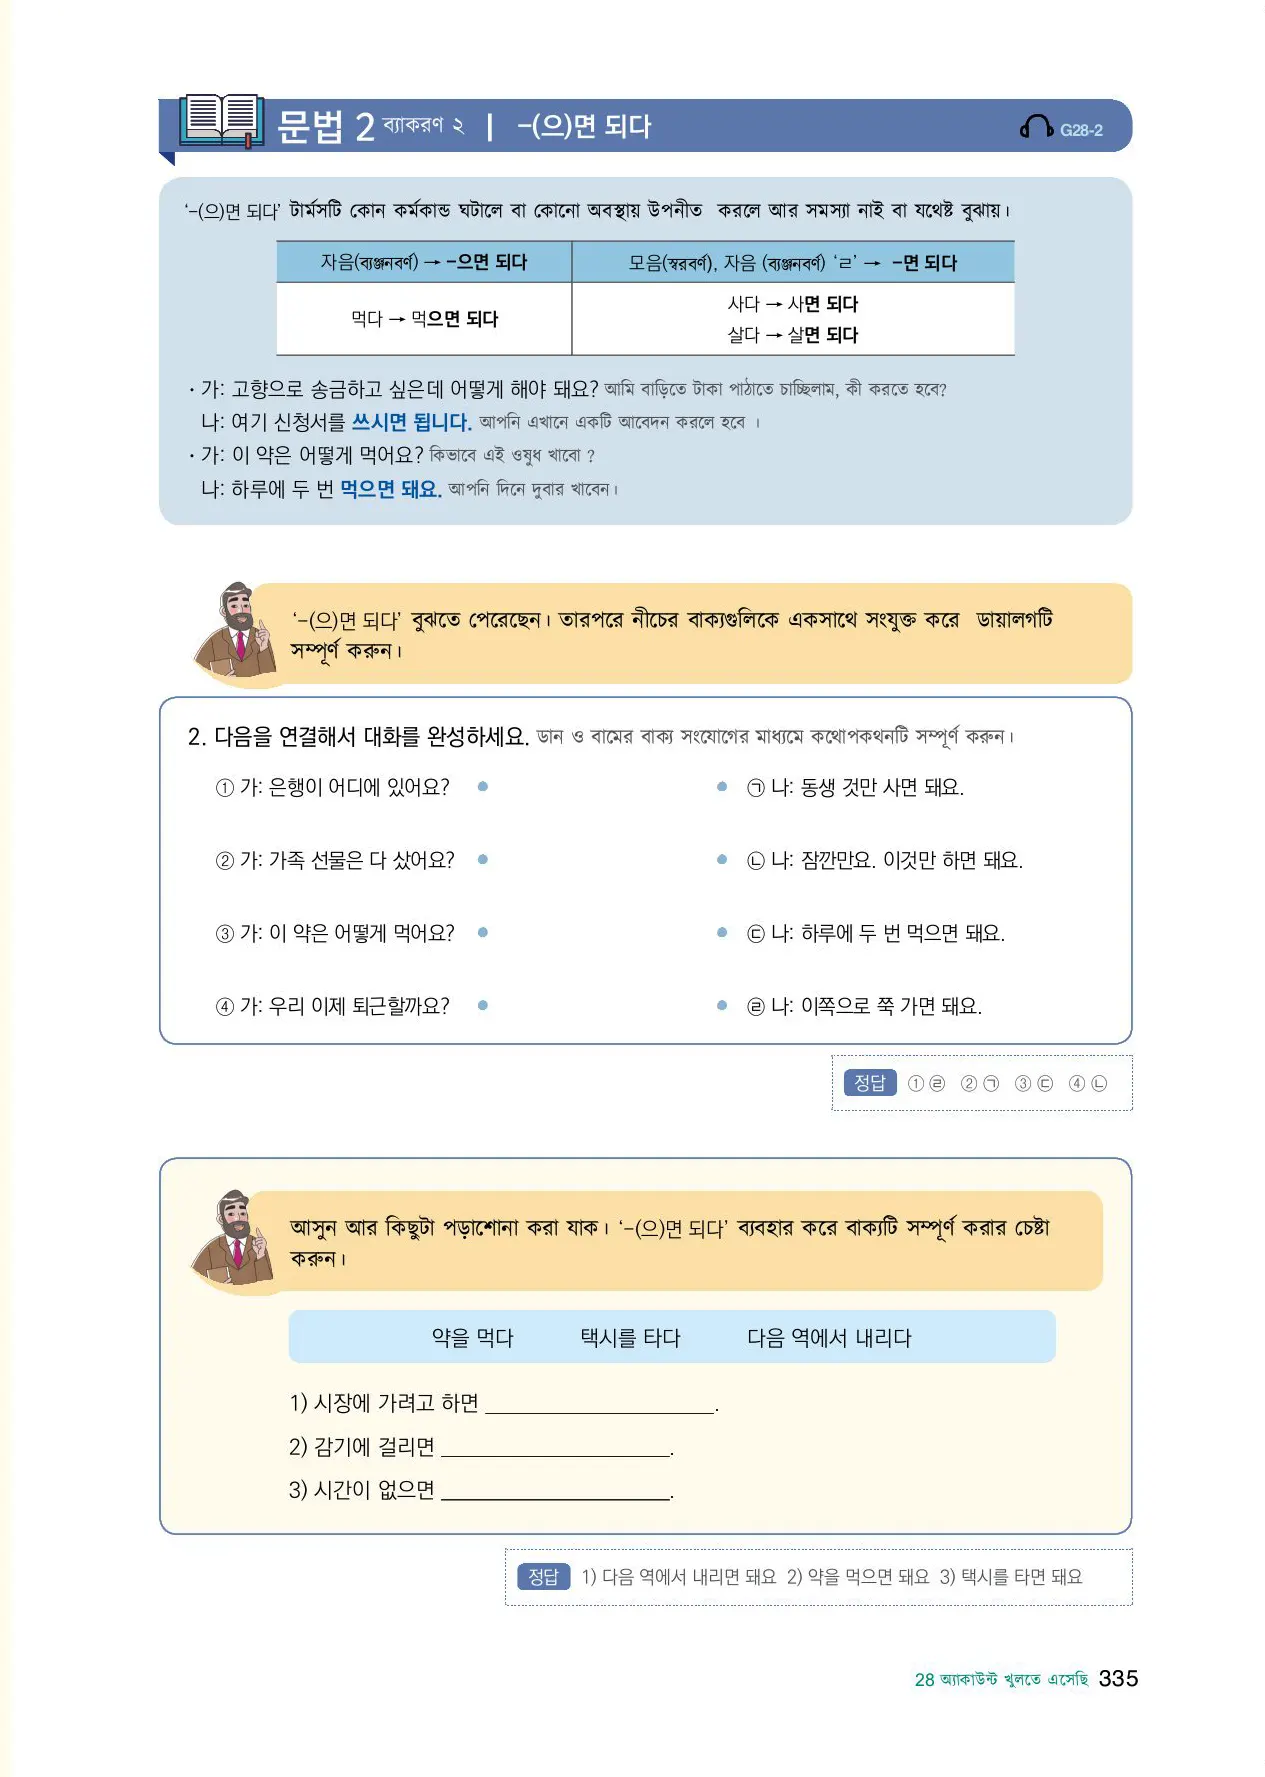 문법 2 ব্যাকরণ ২ | -(으)면 되다 G28-2
‘-(으)면 되다’ টার্মসটি কোন কর্মকান্ড ঘটালে বা কোনো অবস্থায় উপনীত করলে আর সমস্যা নাই বা যথেষ্ট বুঝায়।
자음(ব্যঞ্জনবর্ণ) → -으면 되다
모음(স্বরবর্ণ), 자음 (ব্যঞ্জনবর্ণ) ‘ㄹ’ → -면 되다
먹다 → 먹으면 되다
사다 → 사면 되다
살다 → 살면 되다
· 가: 고향으로 송금하고 싶은데 어떻게 해야 돼요? আমি বাড়িতে টাকা পাঠাতে চাচ্ছিলাম, কী করতে হবে?
나: 여기 신청서를 쓰시면 됩니다. আপনি এখানে একটি আবেদন করলে হবে ।
· 가: 이 약은 어떻게 먹어요? কিভাবে এই ওষুধ খাবো ?
나: 하루에 두 번 먹으면 돼요. আপনি দিনে দুবার খাবেন।
‘-(으)면 되다’ বুঝতে পেরেছেন। তারপরে নীচের বাক্যগুলিকে একসাথে সংযুক্ত করে ডায়ালগটি
সম্পূর্ণ করুন।
2. 다음을 연결해서 대화를 완성하세요. ডান ও বামের বাক্য সংযোগের মাধ্যমে কথোপকথনটি সম্পূর্ণ করুন।
① 가: 은행이 어디에 있어요? ㉠ 나: 동생 것만 사면 돼요.
② 가: 가족 선물은 다 샀어요? ㉡ 나: 잠깐만요. 이것만 하면 돼요.
③ 가: 이 약은 어떻게 먹어요? ㉢ 나: 하루에 두 번 먹으면 돼요.
④ 가: 우리 이제 퇴근할까요? ㉣ 나: 이쪽으로 쭉 가면 돼요.
정답 ①㉣ ②㉠ ③㉢ ④㉡
আসুন আর কিছুটা পড়াশোনা করা যাক। ‘-(으)면 되다’ ব্যবহার করে বাক্যটি সম্পূর্ণ করার চেষ্টা
করুন।
약을 먹다 택시를 타다 다음 역에서 내리다
1) 시장에 가려고 하면 ____________________.
2) 감기에 걸리면 ____________________.
3) 시간이 없으면 ____________________.
정답 1) 다음 역에서 내리면 돼요 2) 약을 먹으면 돼요 3) 택시를 타면 돼요
28 অ্যাকাউন্ট খুলতে এসেছি 335